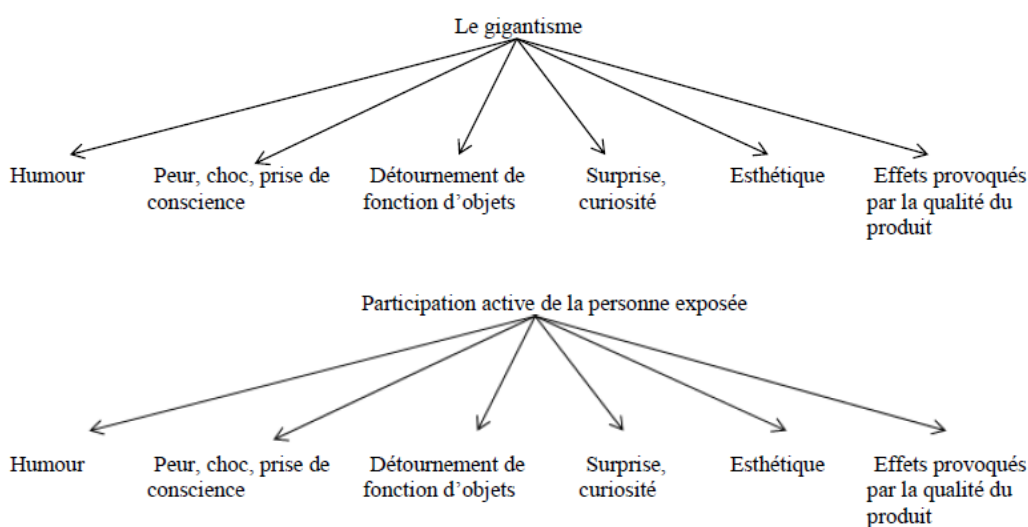 Le gigantisme
Humour
Peur, choc, prise de
conscience
Détournement de
fonction d'objets
Surprise,
curiosité
Esthétique
Effets provoqués
par la qualité du
produit
Participation active de la personne exposée
Humour
Peur, choc, prise de
conscience
Détournement de
fonction d'objets
Surprise,
curiosité
Esthétique
Effets provoqués
par la qualité du
produit